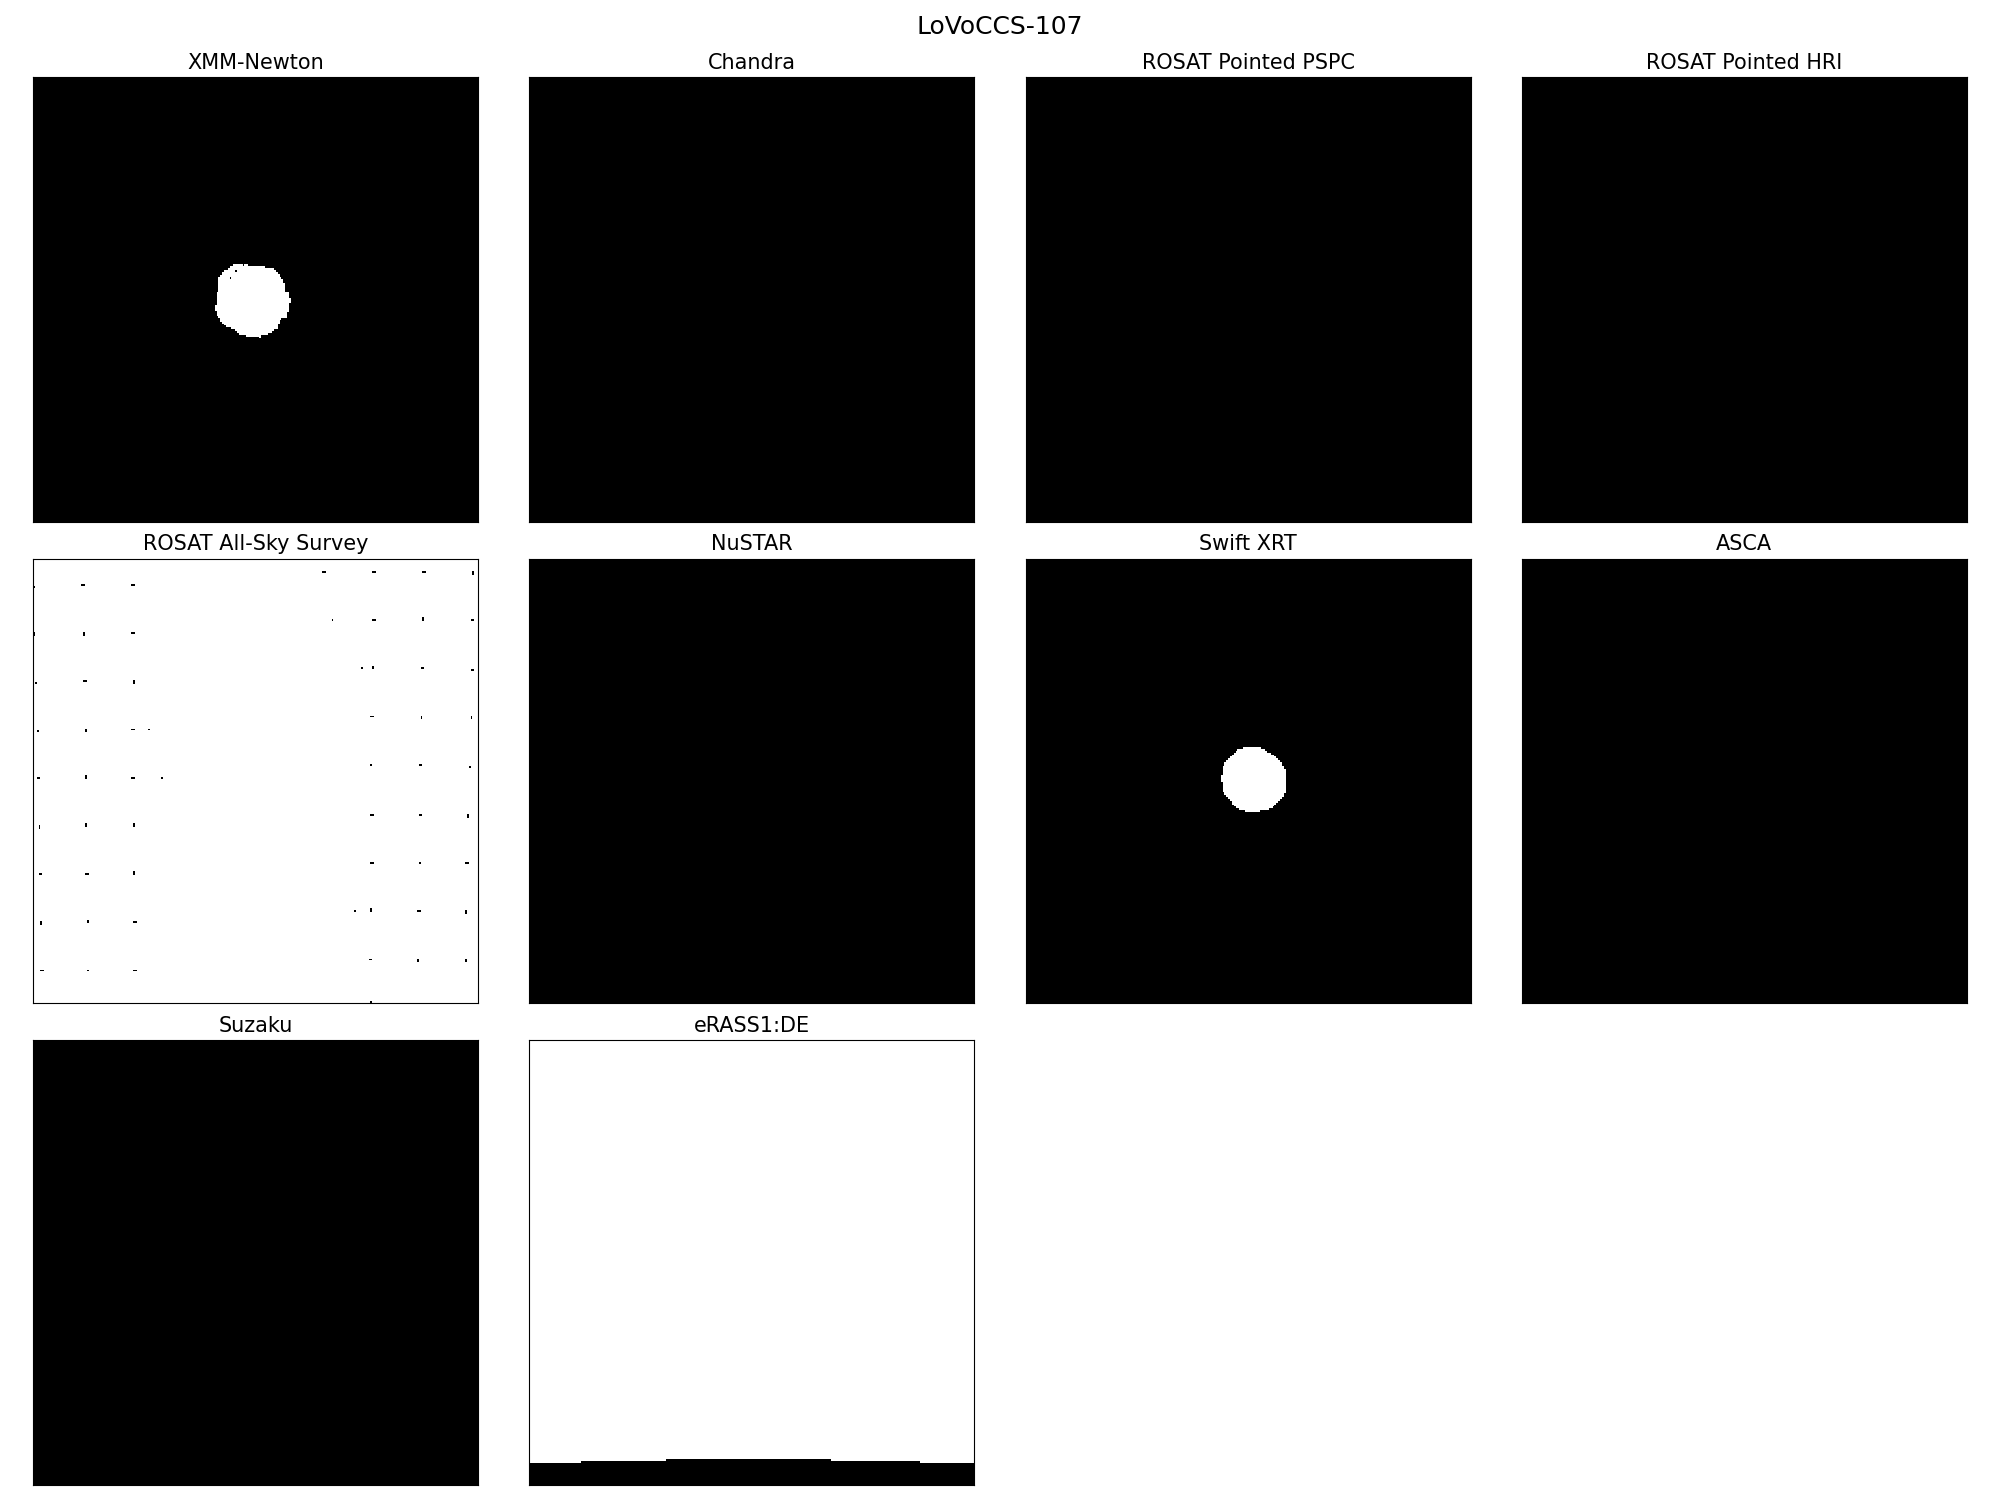 LoVoCCS-107
XMM-Newton
Chandra
ROSAT Pointed PSPC
ROSAT Pointed HRI
ROSAT All-Sky Survey
NuSTAR
Swift XRT
ASCA
Suzaku
eRASS1:DE